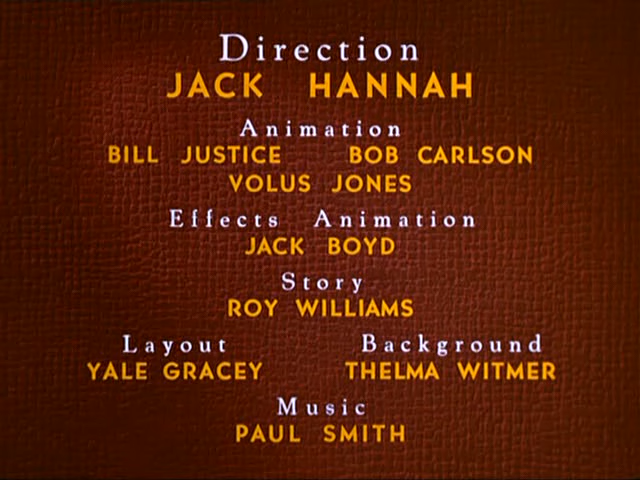 Direction
JACK HANNAH
Animation
BILL JUSTICE BOB CARLSON
VOLUS JONES
Effects Animation
JACK BOYD
Story
ROY WILLIAMS
Layout Background
YALE GRACEY THELMA WITMER
Music
PAUL SMITH